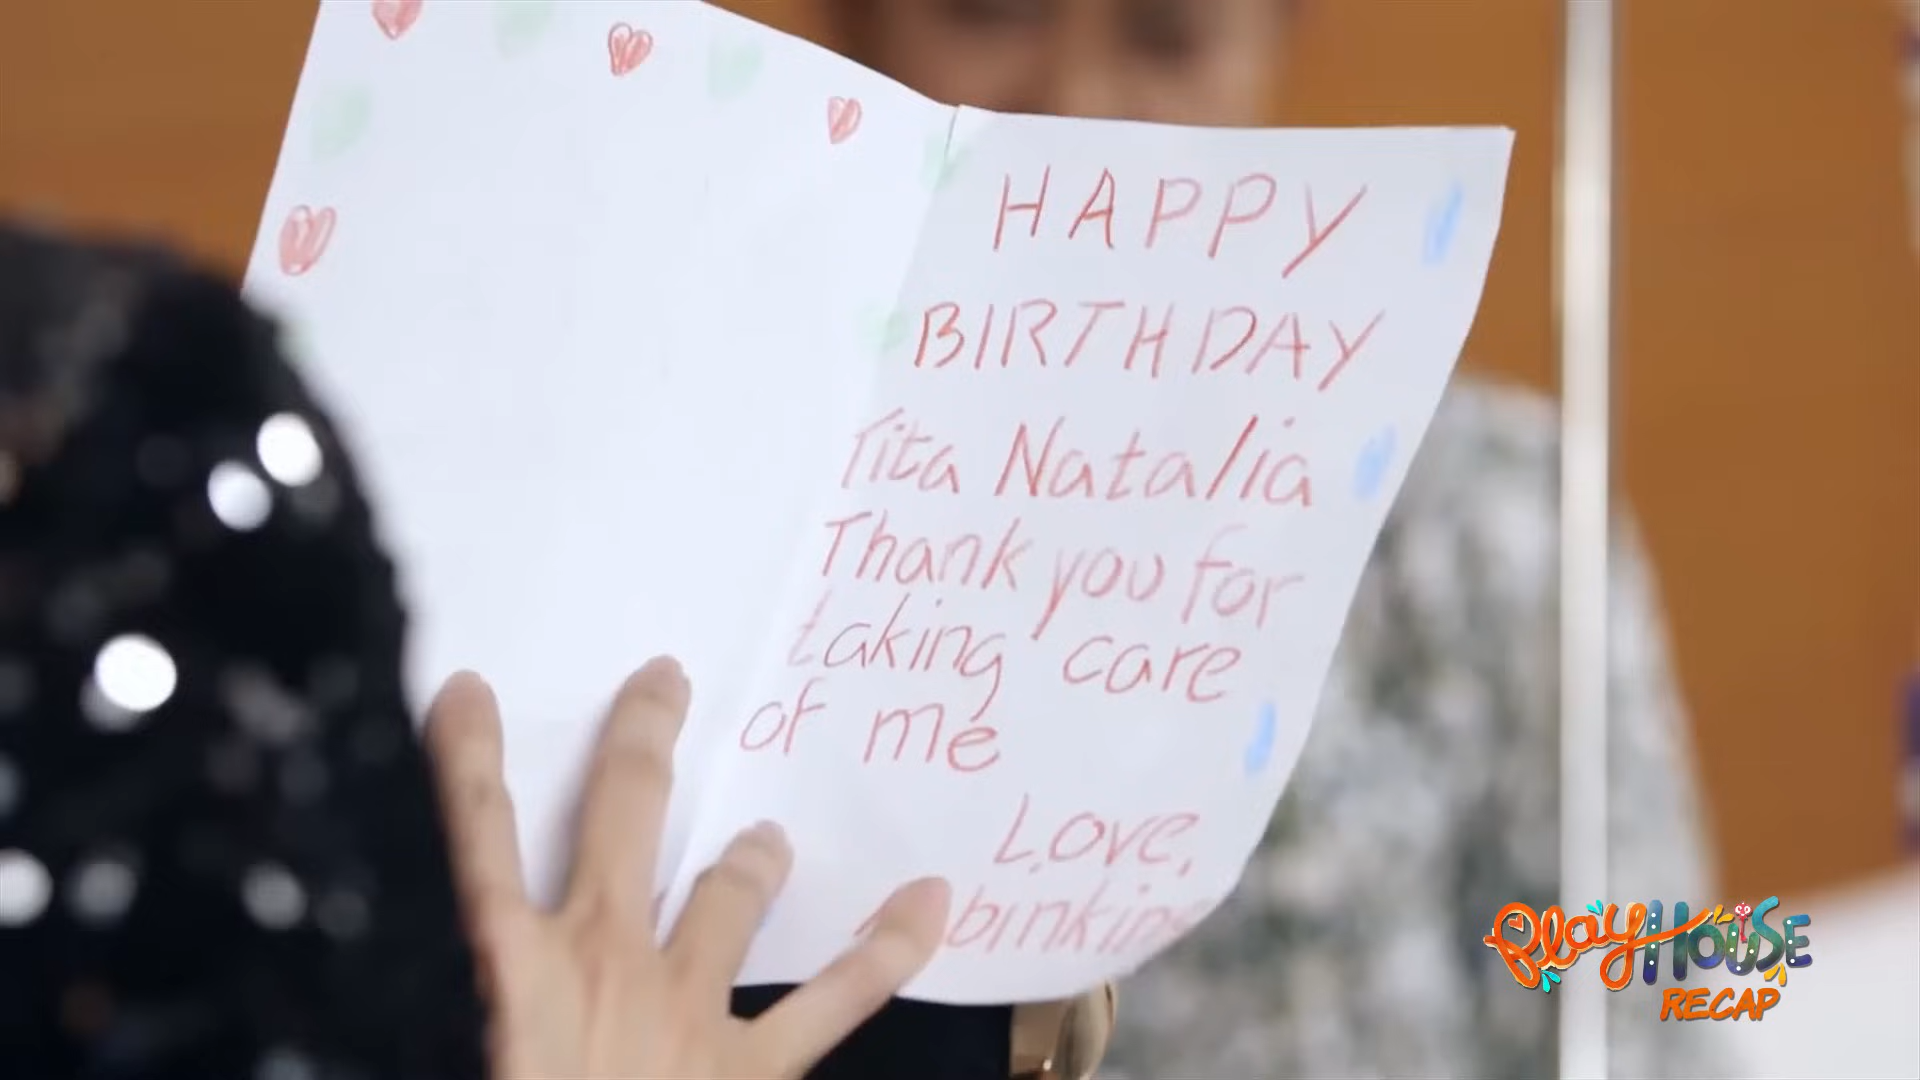 HAPPY
BIRTHDAY
Tita Natalia
Thank you for
taking care
of me
Love,
PlayHOUSE
RECAP